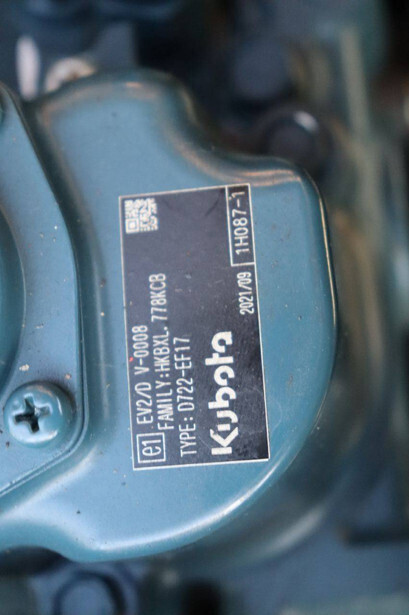 e1 EV2/D V-0008
FAMILY:HKBXL.778KCB
TYPE: D722-EF17
Kubota 2021/09 1H087-1